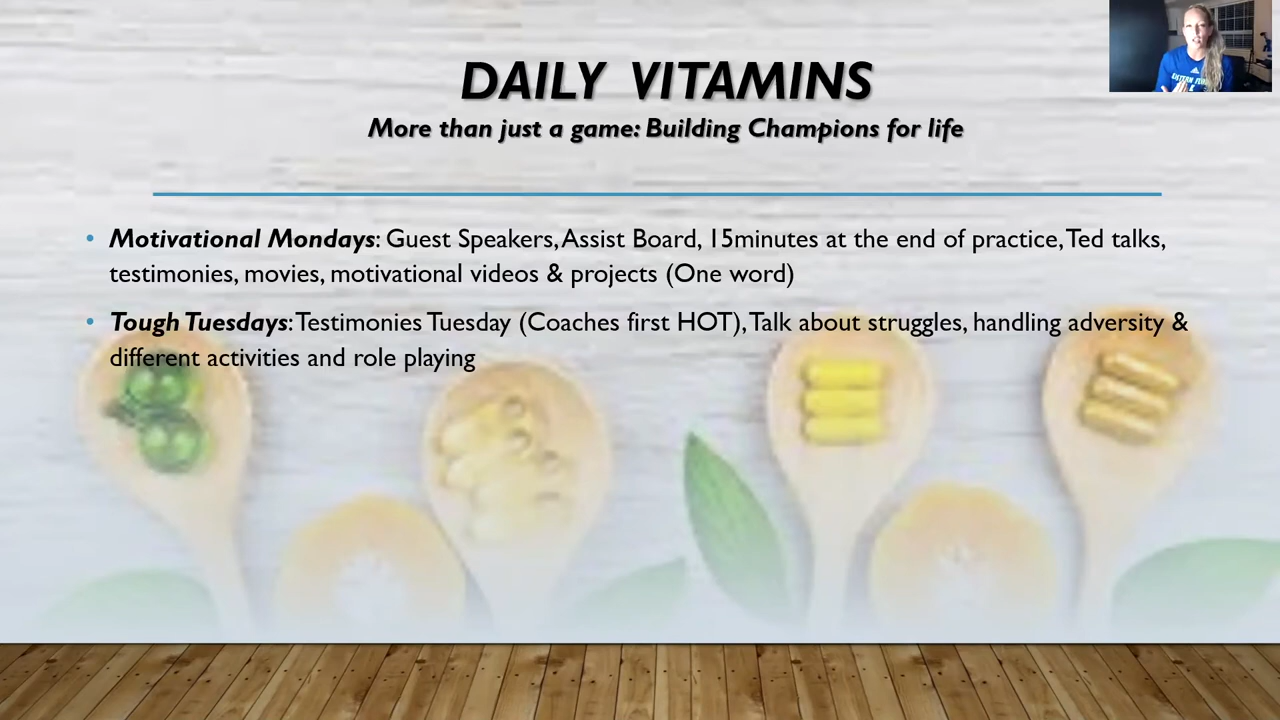 DAILY VITAMINS
More than just a game: Building Champions for life
• Motivational Mondays: Guest Speakers, Assist Board, 15minutes at the end of practice, Ted talks,
testimonies, movies, motivational videos & projects (One word)
• Tough Tuesdays: Testimonies Tuesday (Coaches first HOT), Talk about struggles, handling adversity &
different activities and role playing